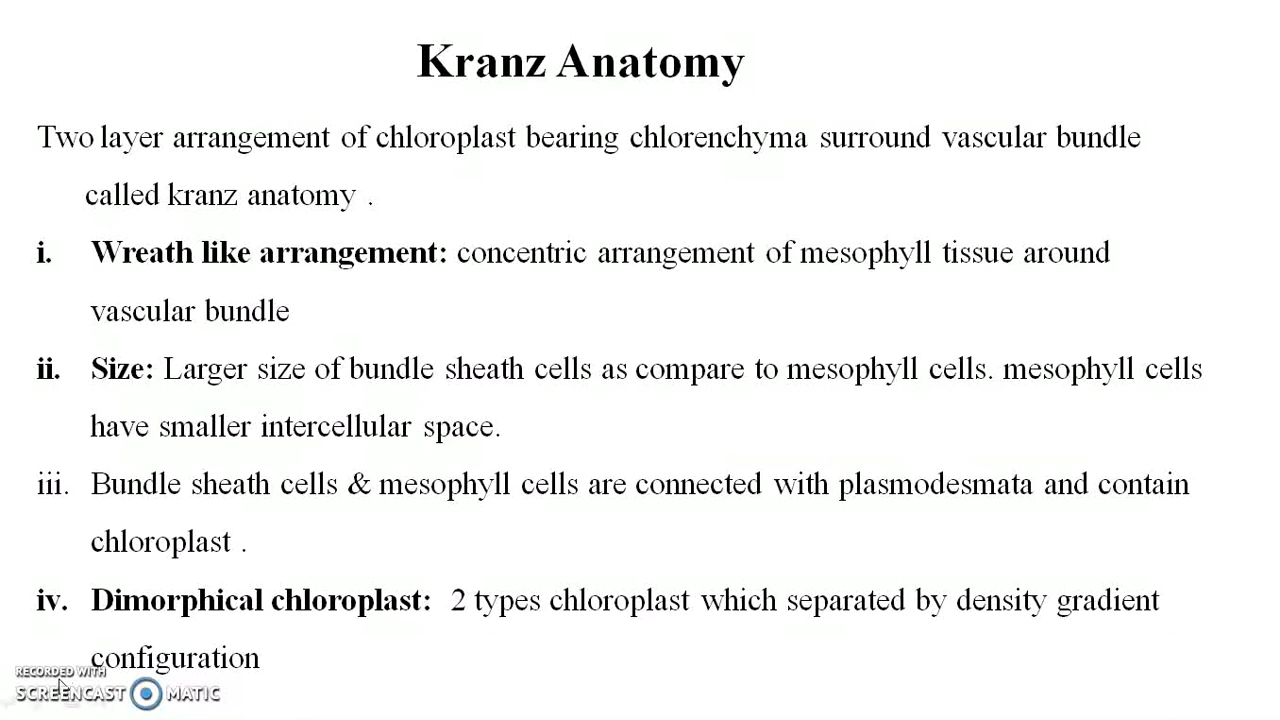 Kranz Anatomy
Two layer arrangement of chloroplast bearing chlorenchyma surround vascular bundle
called kranz anatomy .
i. Wreath like arrangement: concentric arrangement of mesophyll tissue around
vascular bundle
ii. Size: Larger size of bundle sheath cells as compare to mesophyll cells. mesophyll cells
have smaller intercellular space.
iii. Bundle sheath cells & mesophyll cells are connected with plasmodesmata and contain
chloroplast .
iv. Dimorphical chloroplast: 2 types chloroplast which separated by density gradient
configuration
RECORDED WITH
SCREENCAST MATIC